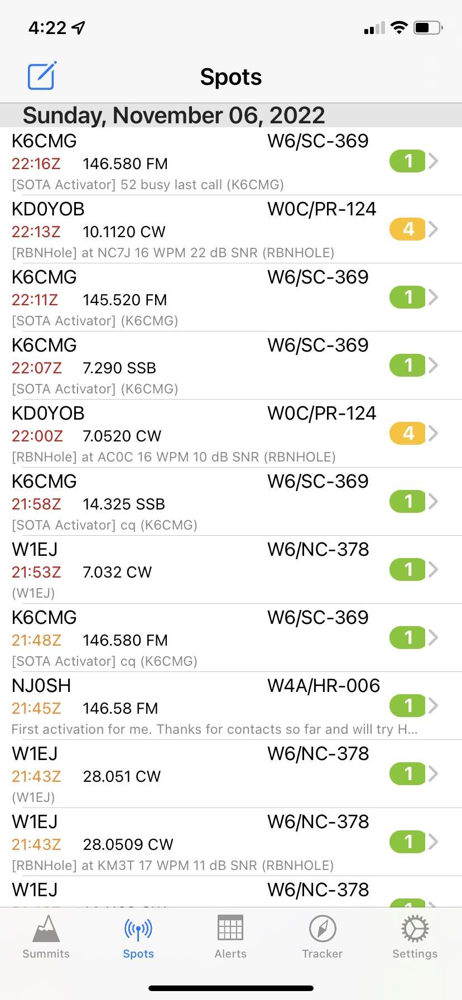 4:22
Spots
Sunday, November 06, 2022
K6CMG W6/SC-369
22:16Z 146.580 FM 1
[SOTA Activator] 52 busy last call (K6CMG)
KD0YOB W0C/PR-124
22:13Z 10.1120 CW 4
[RBNHole] at NC7J 16 WPM 22 dB SNR (RBNHOLE)
K6CMG W6/SC-369
22:11Z 145.520 FM 1
[SOTA Activator] (K6CMG)
K6CMG W6/SC-369
22:07Z 7.290 SSB 1
[SOTA Activator] (K6CMG)
KD0YOB W0C/PR-124
22:00Z 7.0520 CW 4
[RBNHole] at AC0C 16 WPM 10 dB SNR (RBNHOLE)
K6CMG W6/SC-369
21:58Z 14.325 SSB 1
[SOTA Activator] cq (K6CMG)
W1EJ W6/NC-378
21:53Z 7.032 CW 1
(W1EJ)
K6CMG W6/SC-369
21:48Z 146.580 FM 1
[SOTA Activator] cq (K6CMG)
NJ0SH W4A/HR-006
21:45Z 146.58 FM 1
First activation for me. Thanks for contacts so far and will try H...
W1EJ W6/NC-378
21:43Z 28.051 CW 1
(W1EJ)
W1EJ W6/NC-378
21:43Z 28.0509 CW 1
[RBNHole] at KM3T 17 WPM 11 dB SNR (RBNHOLE)
W1EJ W6/NC-378
Summits Spots Alerts Tracker Settings